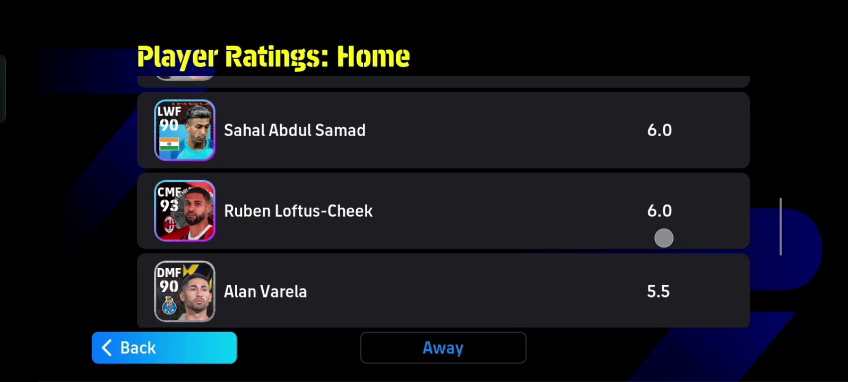 Player Ratings: Home
LWF
90
Sahal Abdul Samad
6.0
CMF
93
Ruben Loftus-Cheek
6.0
DMF
90
Alan Varela
5.5
Back
Away